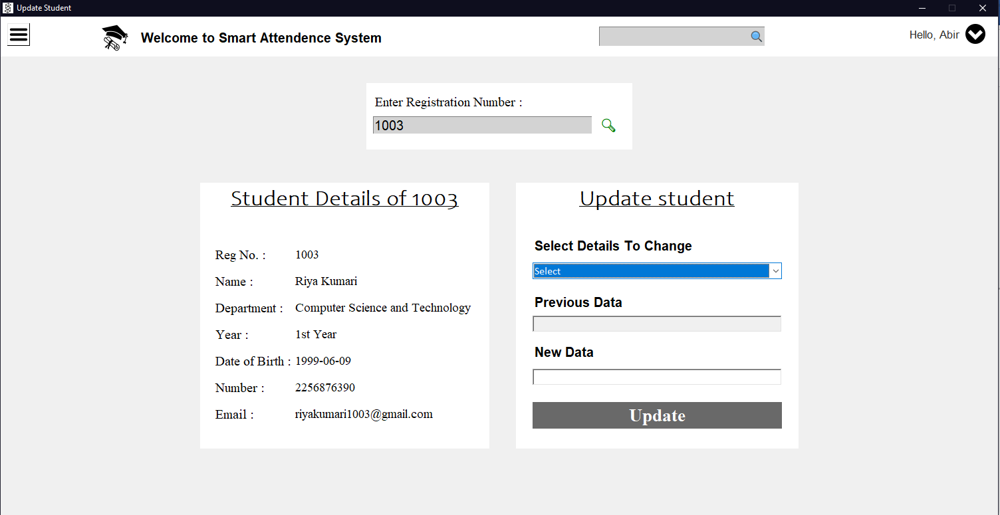 Update Student
Welcome to Smart Attendence System
Hello, Abir
Enter Registration Number :
1003
Student Details of 1003
Reg No. : 1003
Name : Riya Kumari
Department : Computer Science and Technology
Year : 1st Year
Date of Birth : 1999-06-09
Number : 2256876390
Email : riyakumari1003@gmail.com
Update student
Select Details To Change
Select
Previous Data
New Data
Update